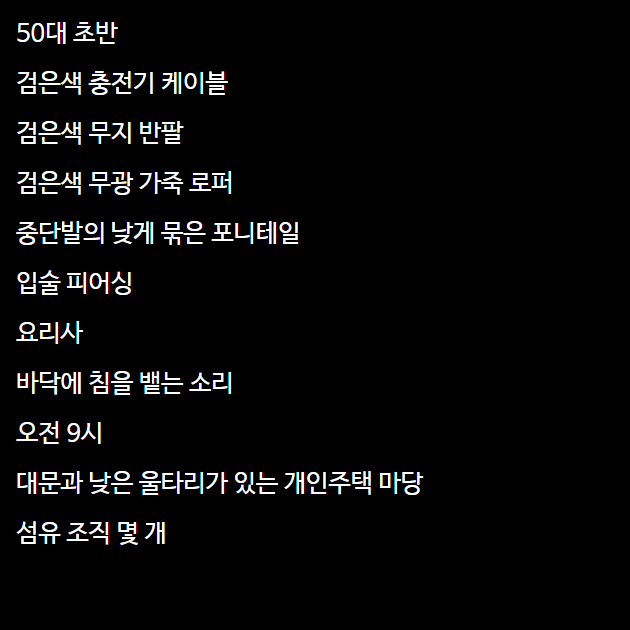 50대 초반
검은색 충전기 케이블
검은색 무지 반팔
검은색 무광 가죽 로퍼
중단발의 낮게 묶은 포니테일
입술 피어싱
요리사
바닥에 침을 뱉는 소리
오전 9시
대문과 낮은 울타리가 있는 개인주택 마당
섬유 조직 몇 개